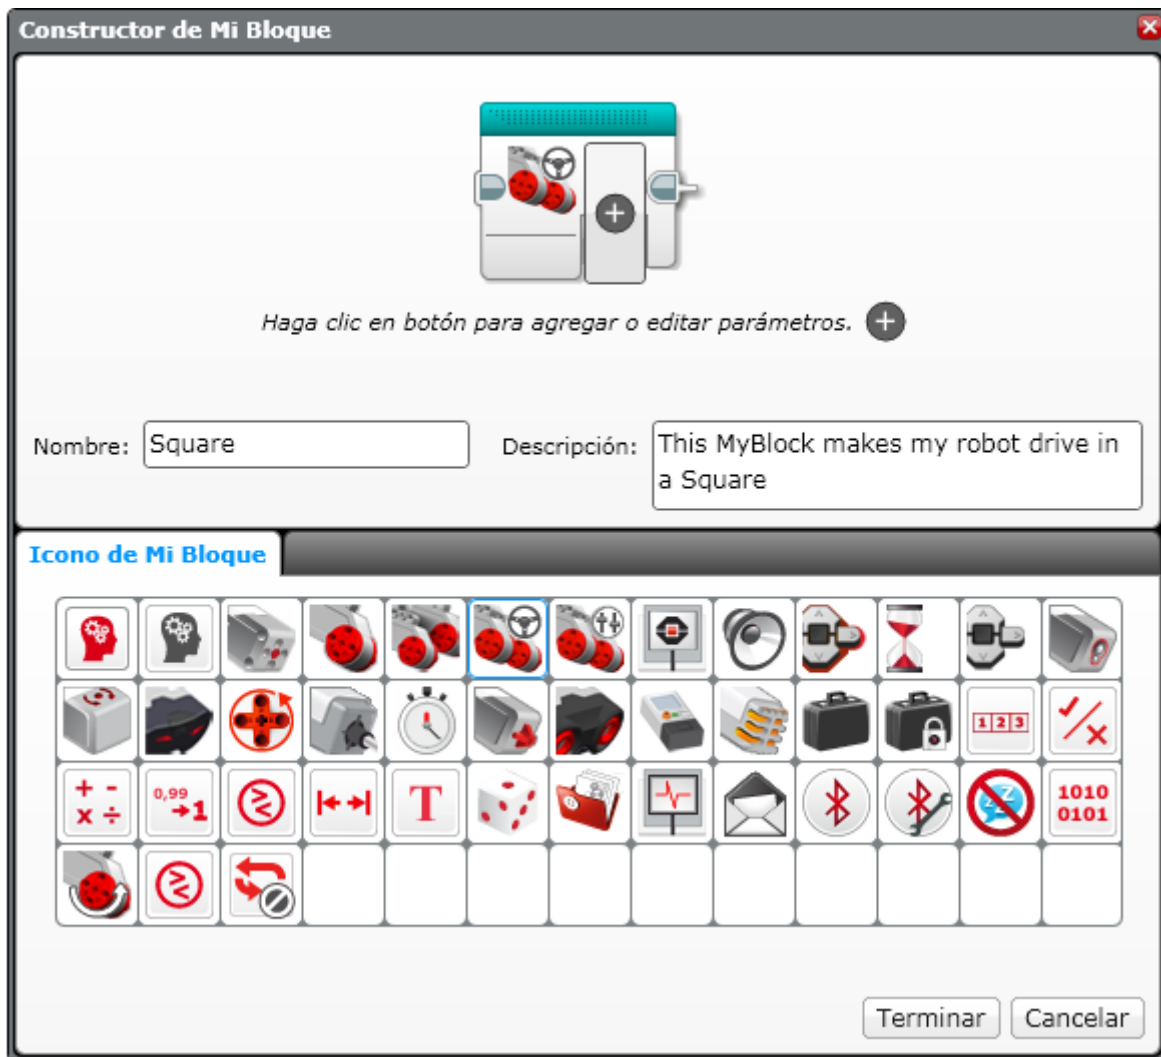 Constructor de Mi Bloque
Haga clic en botón para agregar o editar parámetros.
Nombre: Square
Descripción: This MyBlock makes my robot drive in
a Square
Icono de Mi Bloque
1 2 3
+ -
x ÷
0,99
→1
T
1010
0101
Terminar Cancelar